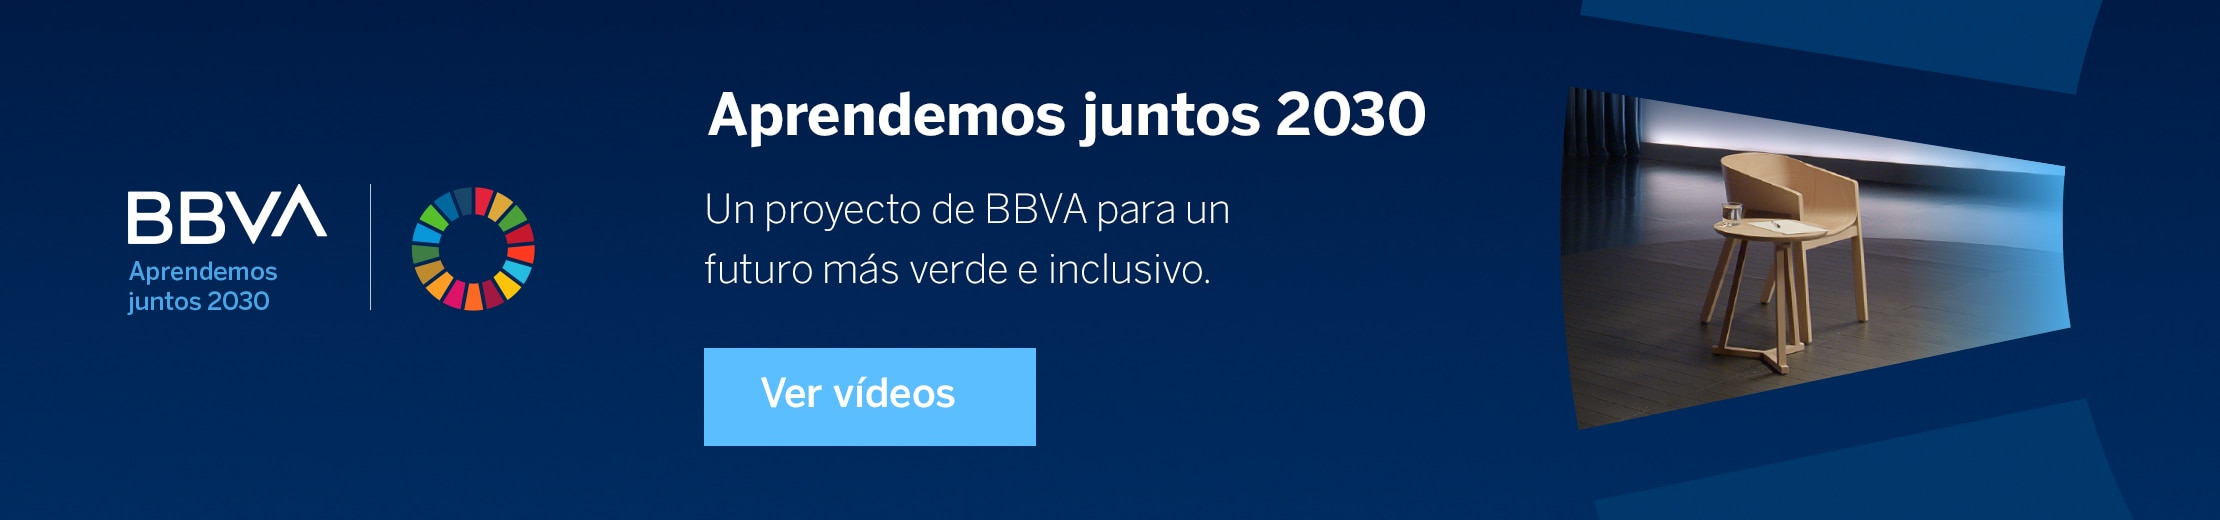 BBVA
Aprendemos
juntos 2030
Aprendemos juntos 2030
Un proyecto de BBVA para un
futuro más verde e inclusivo.
Ver vídeos